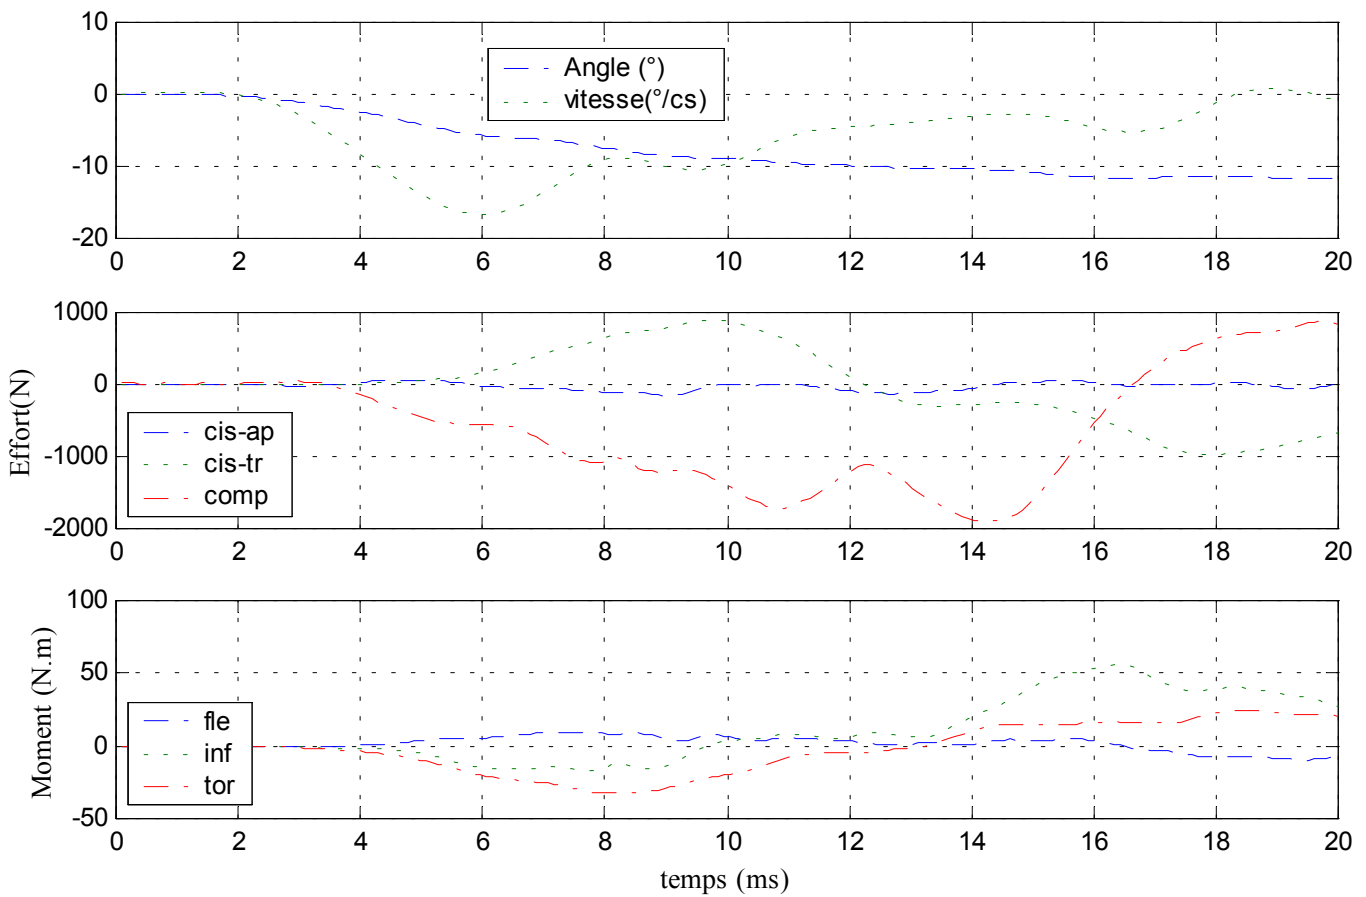 10
0
-10
-20
Angle (°)
vitesse(°/cs)
0 2 4 6 8 10 12 14 16 18 20
Effort(N)
1000
0
-1000
-2000
cis-ap
cis-tr
comp
0 2 4 6 8 10 12 14 16 18 20
Moment (N.m)
100
50
0
-50
fle
inf
tor
0 2 4 6 8 10 12 14 16 18 20
temps (ms)